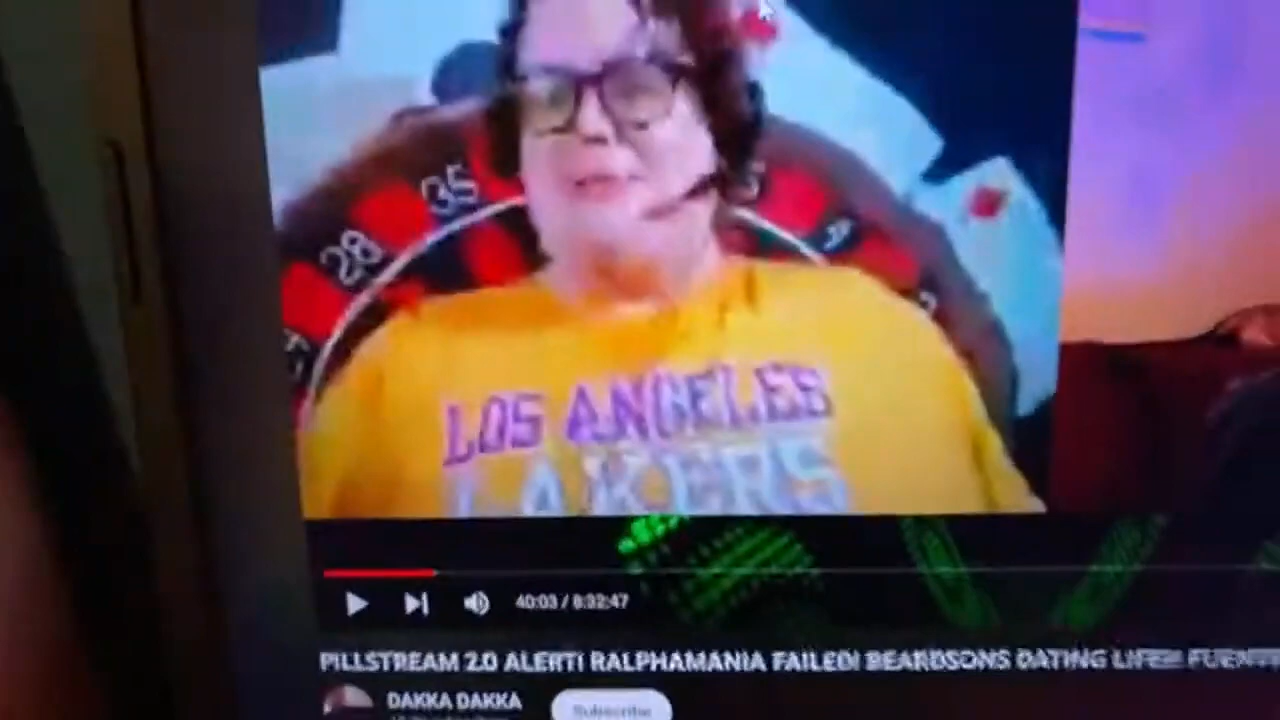 35
28
LOS ANGELES
LAKERS
40:03 / 8:32:47
PILLSTREAM 2.0 ALERT! RALPHAMANIA FAILED! BEARDSONS DATING LIFE!!
DAKKA DAKKA
Subscribe